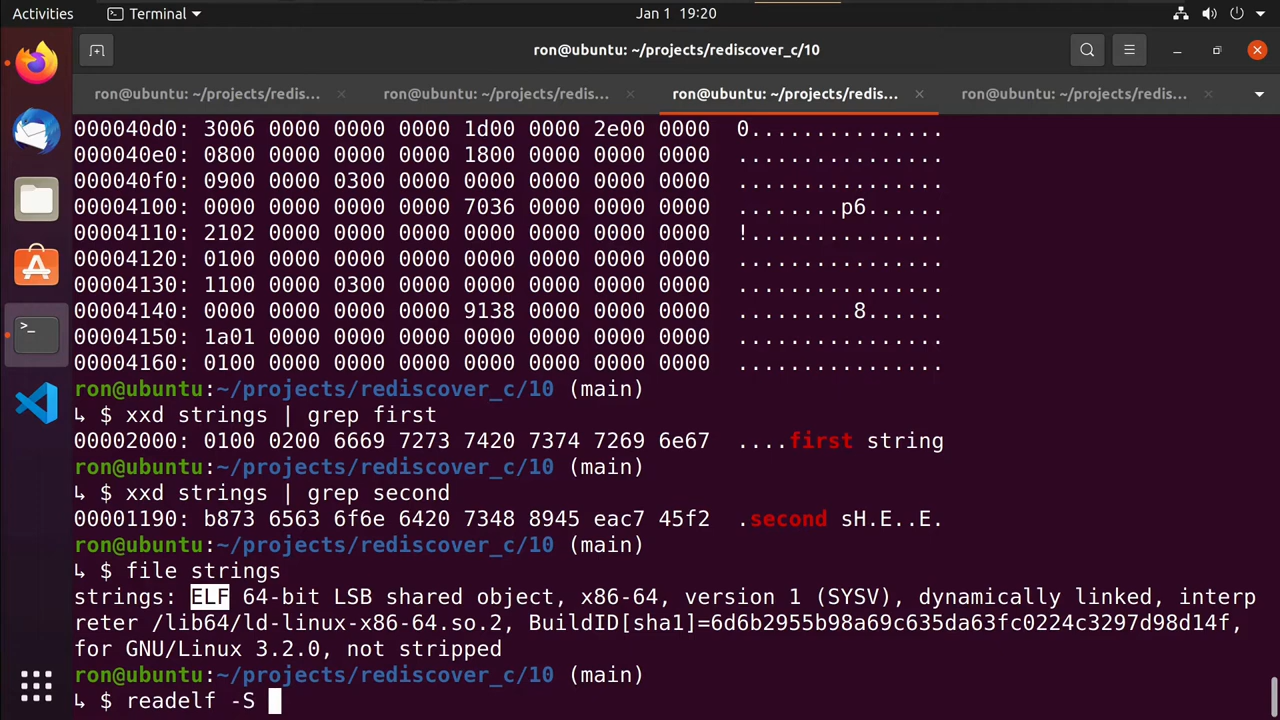 Activities
Terminal
Jan 1 19:20
ron@ubuntu: ~/projects/rediscover_c/10
ron@ubuntu: ~/projects/redis...
ron@ubuntu: ~/projects/redis...
ron@ubuntu: ~/projects/redis...
ron@ubuntu: ~/projects/redis...
000040d0: 3006 0000 0000 0000 1d00 0000 2e00 0000  0...............
000040e0: 0800 0000 0000 0000 1800 0000 0000 0000  ................
000040f0: 0900 0000 0300 0000 0000 0000 0000 0000  ................
00004100: 0000 0000 0000 0000 7036 0000 0000 0000  ........p6......
00004110: 2102 0000 0000 0000 0000 0000 0000 0000  !...............
00004120: 0100 0000 0000 0000 0000 0000 0000 0000  ................
00004130: 1100 0000 0300 0000 0000 0000 0000 0000  ................
00004140: 0000 0000 0000 0000 9138 0000 0000 0000  .........8......
00004150: 1a01 0000 0000 0000 0000 0000 0000 0000  ................
00004160: 0100 0000 0000 0000 0000 0000 0000 0000  ................
ron@ubuntu:~/projects/rediscover_c/10 (main)
↳ $ xxd strings | grep first
00002000: 0100 0200 6669 7273 7420 7374 7269 6e67  ....first string
ron@ubuntu:~/projects/rediscover_c/10 (main)
↳ $ xxd strings | grep second
00001190: b873 6563 6f6e 6420 7348 8945 eac7 45f2  .second sH.E..E.
ron@ubuntu:~/projects/rediscover_c/10 (main)
↳ $ file strings
strings: ELF 64-bit LSB shared object, x86-64, version 1 (SYSV), dynamically linked, interp
reter /lib64/ld-linux-x86-64.so.2, BuildID[sha1]=6d6b2955b98a69c635da63fc0224c3297d98d14f,
for GNU/Linux 3.2.0, not stripped
ron@ubuntu:~/projects/rediscover_c/10 (main)
↳ $ readelf -S